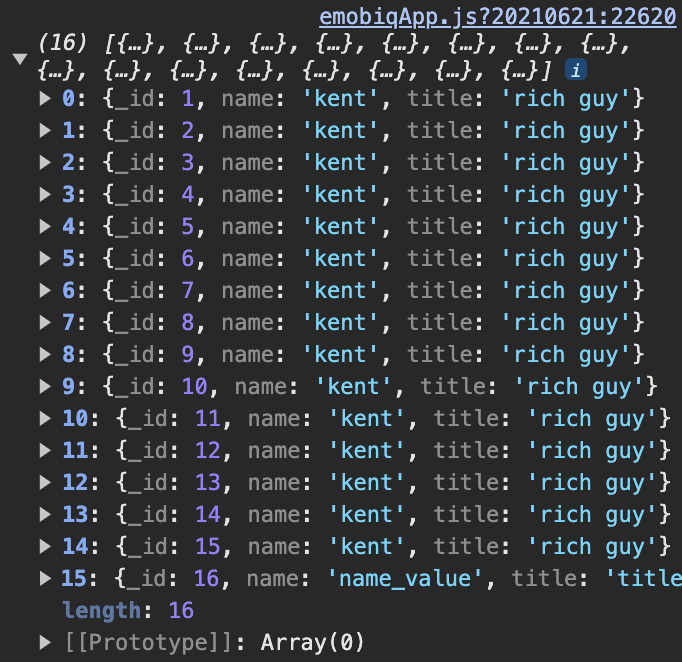 emobiqApp.js?20210621:22620
(16) [{…}, {…}, {…}, {…}, {…}, {…}, {…}, {…},
{…}, {…}, {…}, {…}, {…}, {…}, {…}, {…}] i
0: {_id: 1, name: 'kent', title: 'rich guy'}
1: {_id: 2, name: 'kent', title: 'rich guy'}
2: {_id: 3, name: 'kent', title: 'rich guy'}
3: {_id: 4, name: 'kent', title: 'rich guy'}
4: {_id: 5, name: 'kent', title: 'rich guy'}
5: {_id: 6, name: 'kent', title: 'rich guy'}
6: {_id: 7, name: 'kent', title: 'rich guy'}
7: {_id: 8, name: 'kent', title: 'rich guy'}
8: {_id: 9, name: 'kent', title: 'rich guy'}
9: {_id: 10, name: 'kent', title: 'rich guy'}
10: {_id: 11, name: 'kent', title: 'rich guy'}
11: {_id: 12, name: 'kent', title: 'rich guy'}
12: {_id: 13, name: 'kent', title: 'rich guy'}
13: {_id: 14, name: 'kent', title: 'rich guy'}
14: {_id: 15, name: 'kent', title: 'rich guy'}
15: {_id: 16, name: 'name_value', title: 'title
length: 16
[[Prototype]]: Array(0)